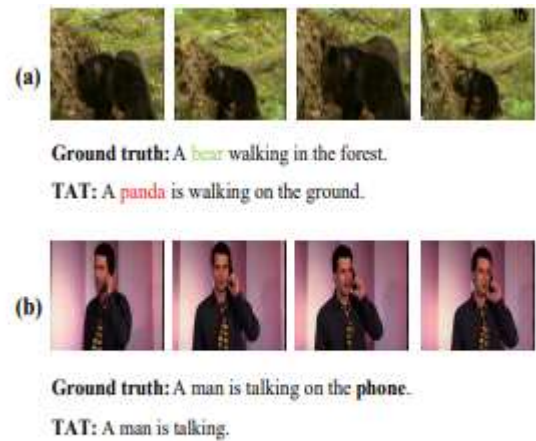 (a)
Ground truth: A bear walking in the forest.
TAT: A panda is walking on the ground.
(b)
Ground truth: A man is talking on the phone.
TAT: A man is talking.